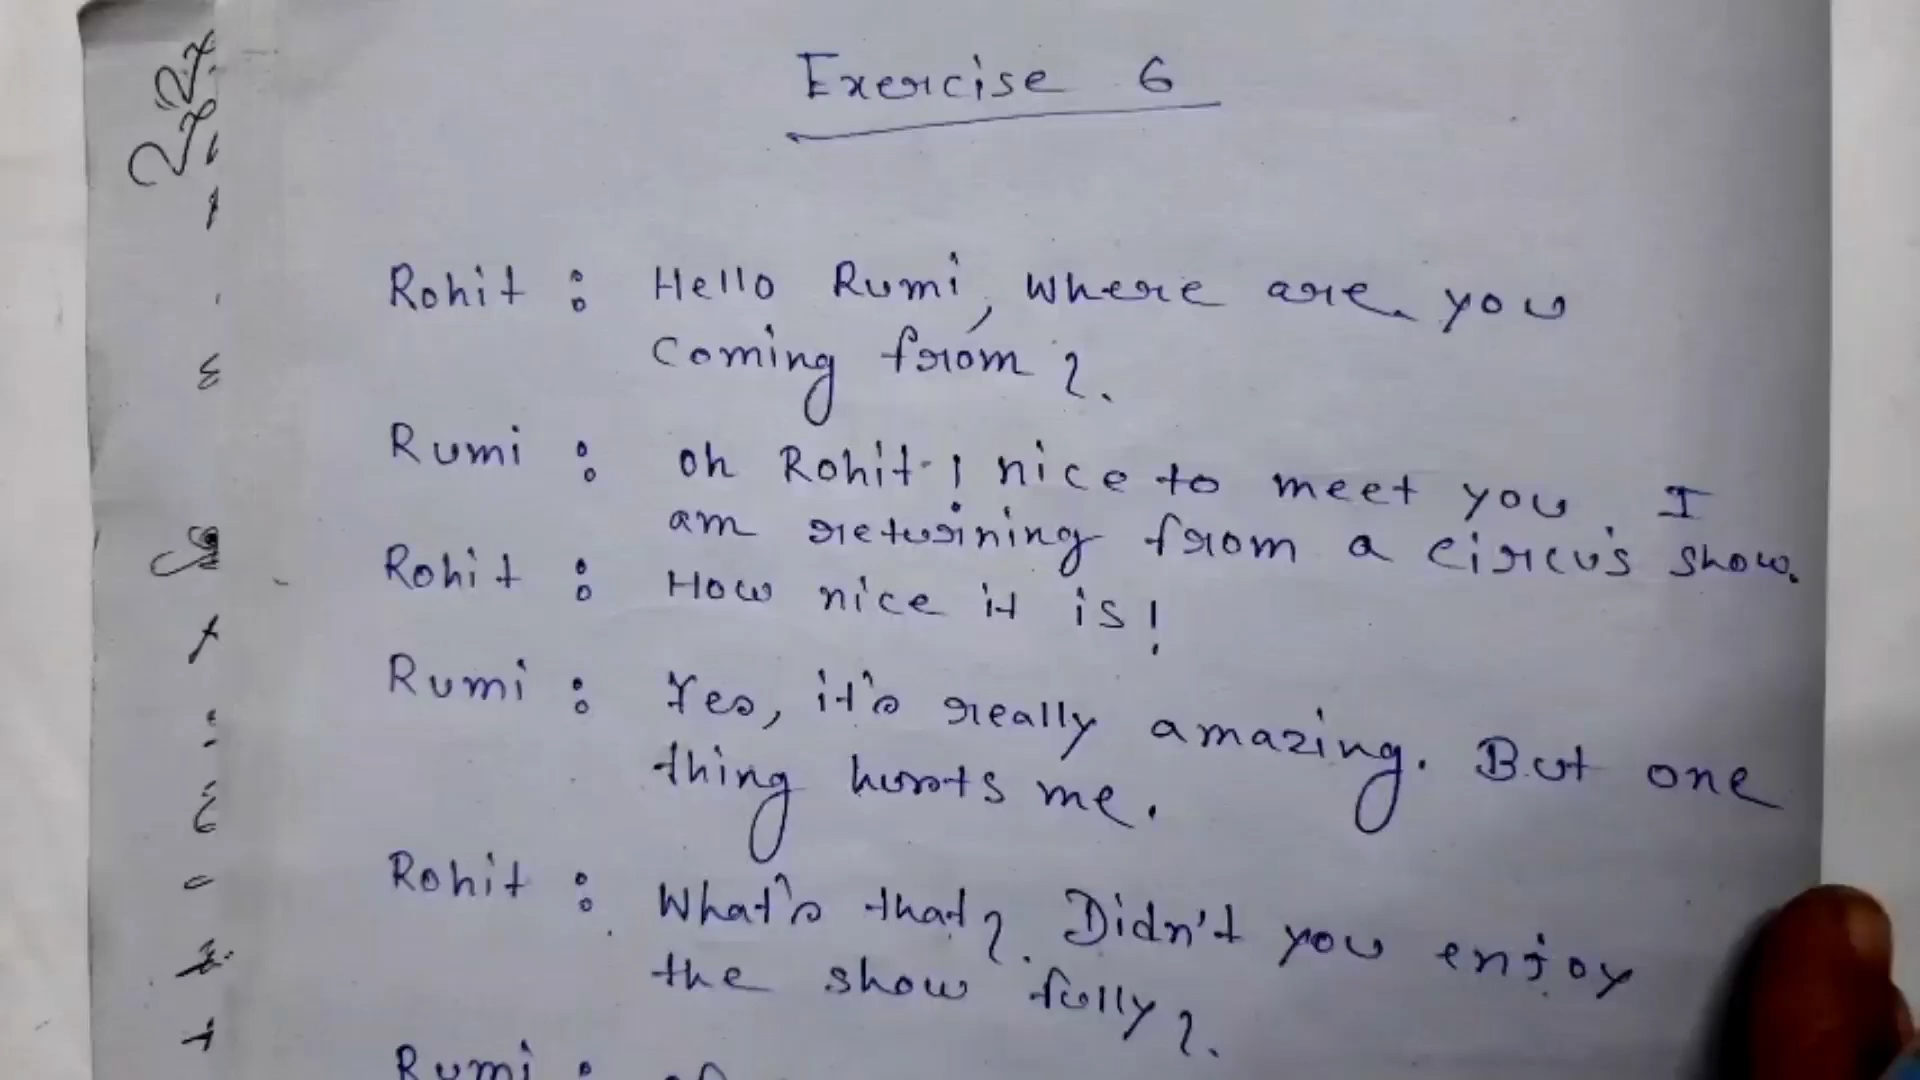 Exercise 6
Rohit : Hello Rumi, where are you
coming from ?
Rumi : oh Rohit ! nice to meet you. I
am returning from a circus show.
Rohit : How nice it is !
Rumi : Yes, it's really amazing. But one
thing hurts me.
Rohit : What's that ? Didn't you enjoy
the show fully ?
Rumi :